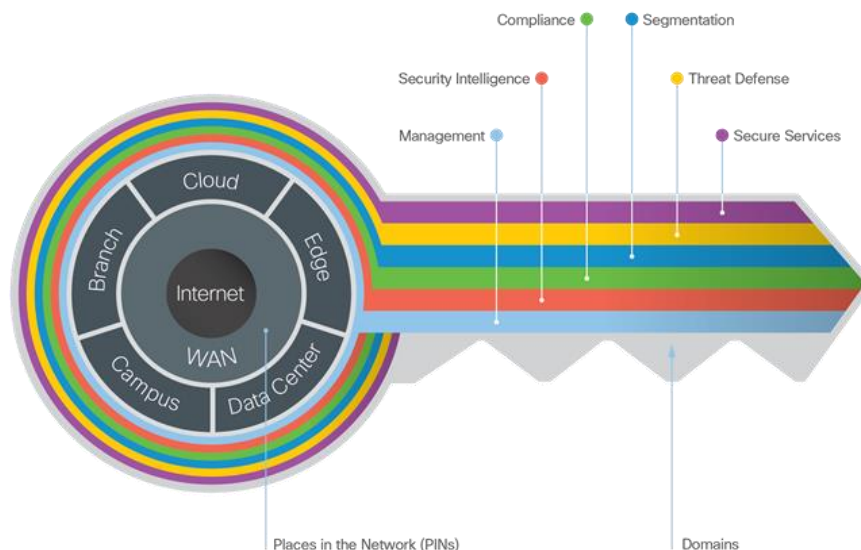 Compliance
Segmentation
Security Intelligence
Threat Defense
Management
Secure Services
Cloud
Edge
Branch
Internet
WAN
Campus
Data Center
Places in the Network (PINs)
Domains